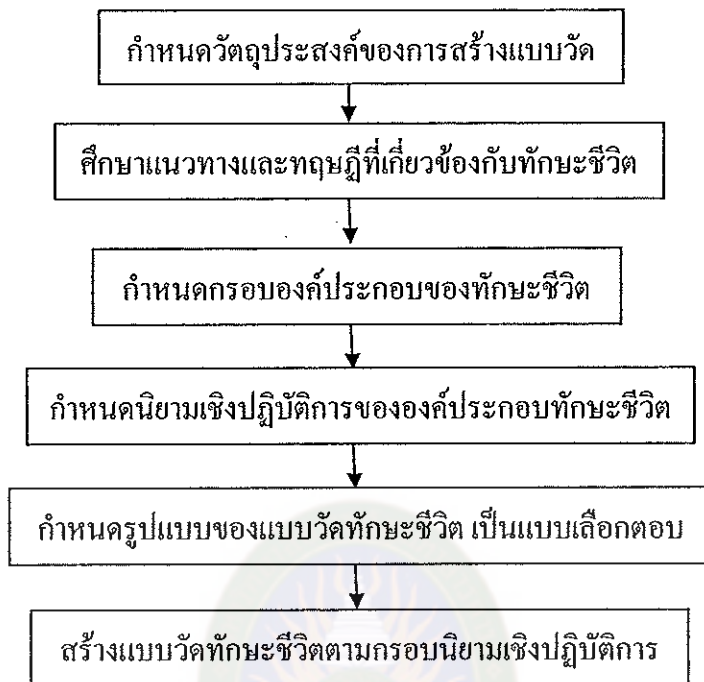 กำหนดวัตถุประสงค์ของการสร้างแบบวัด
ศึกษาแนวทางและทฤษฎีที่เกี่ยวข้องกับทักษะชีวิต
กำหนดกรอบองค์ประกอบของทักษะชีวิต
กำหนดนิยามเชิงปฏิบัติการขององค์ประกอบทักษะชีวิต
กำหนดรูปแบบของแบบวัดทักษะชีวิต เป็นแบบเลือกตอบ
สร้างแบบวัดทักษะชีวิตตามกรอบนิยามเชิงปฏิบัติการ